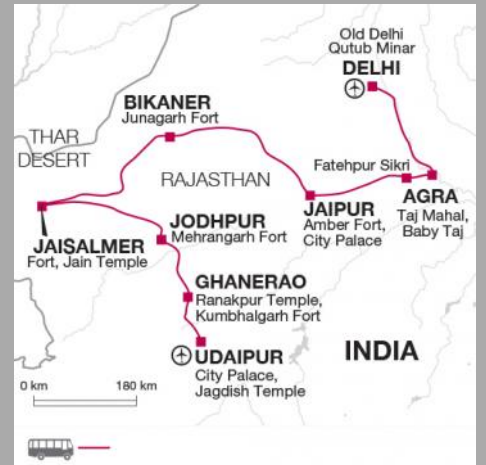 Old Delhi
Qutub Minar
DELHI
BIKANER
Junagarh Fort
THAR
DESERT
RAJASTHAN
Fatehpur Sikri
AGRA
Taj Mahal,
Baby Taj
JAIPUR
Amber Fort,
City Palace
JODHPUR
Mehrangarh Fort
JAISALMER
Fort, Jain Temple
GHANERAO
Ranakpur Temple,
Kumbhalgarh Fort
UDAIPUR
City Palace,
Jagdish Temple
INDIA
0 km 180 km